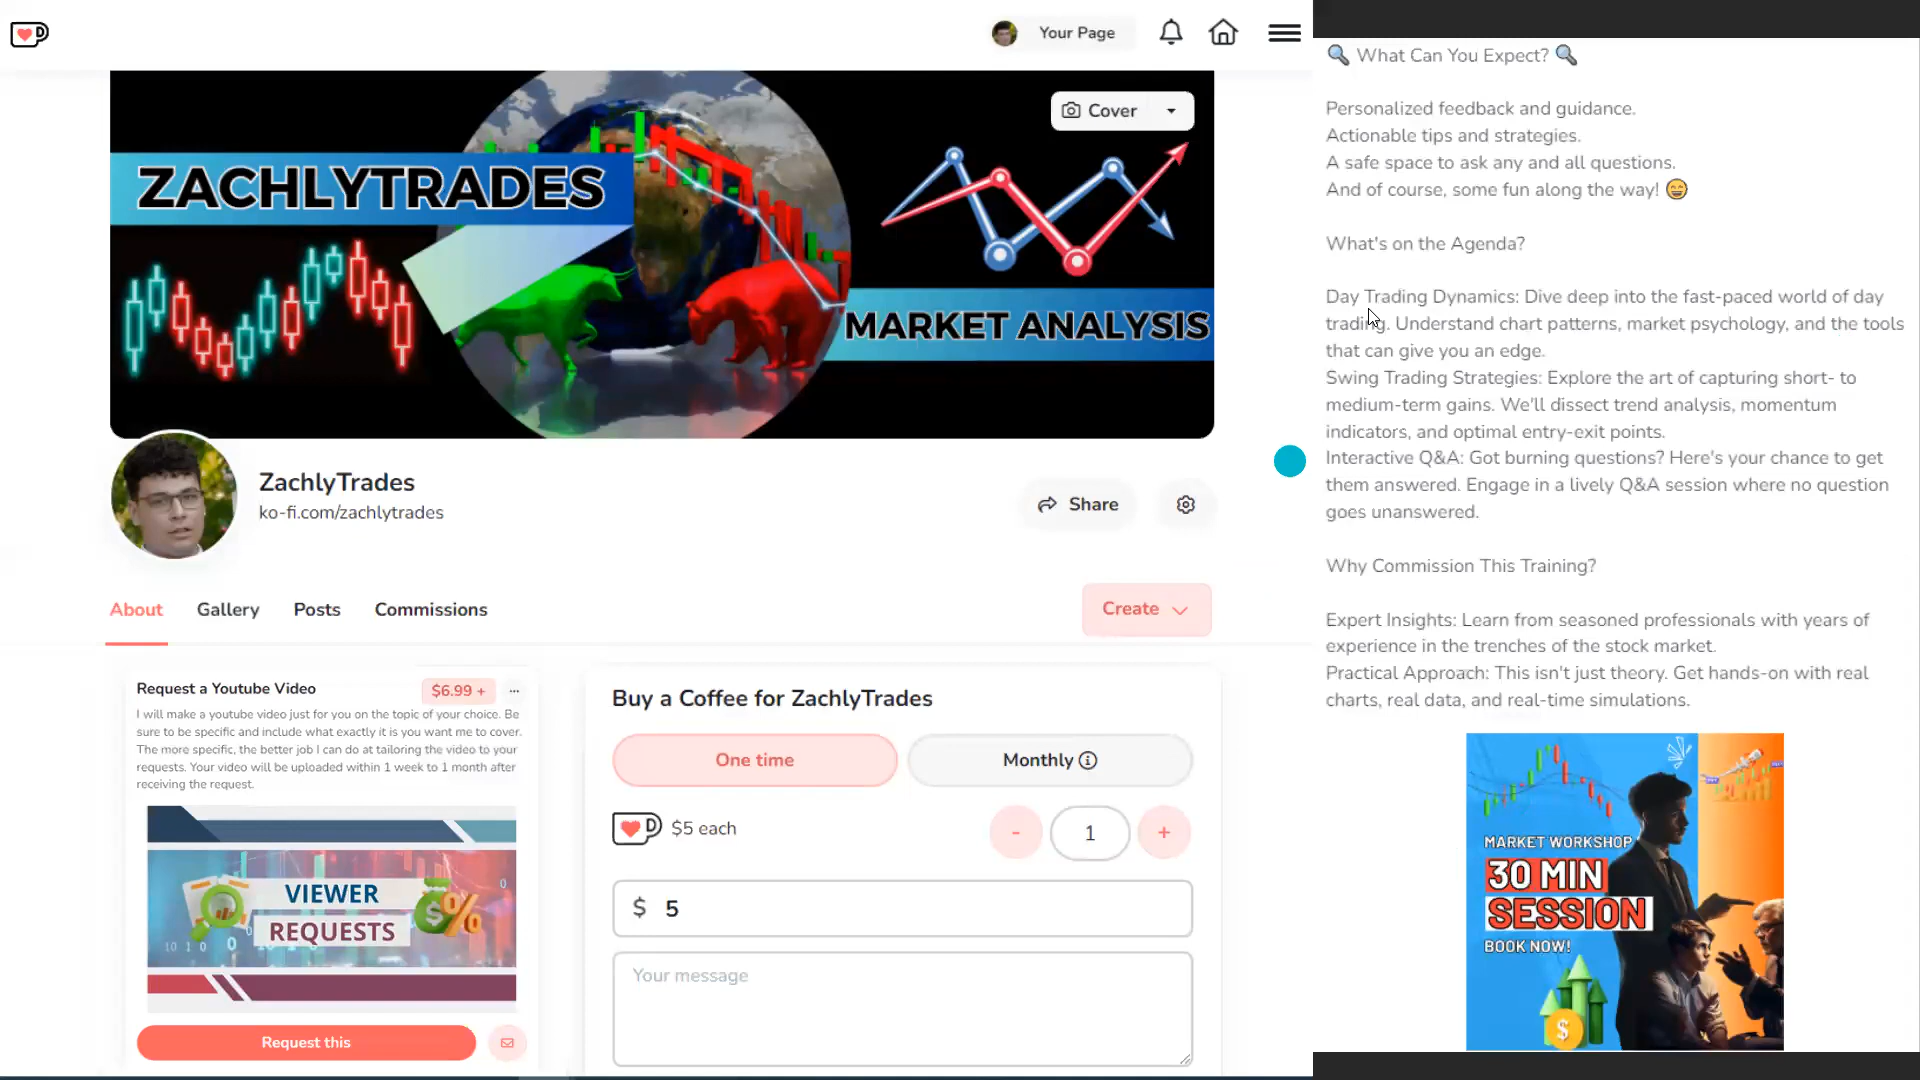 D
Your Page
Cover
ZACHLYTRADES
MARKET ANALYSIS
ZachlyTrades
ko-fi.com/zachlytrades
Share
About
Gallery
Posts
Commissions
Create
Request a Youtube Video
$6.99 +
...
I will make a youtube video just for you on the topic of your choice. Be
sure to be specific and include what exactly it is you want me to cover.
The more specific, the better job I can do at tailoring the video to your
requests. Your video will be uploaded within 1 week to 1 month after
receiving the request.
VIEWER
REQUESTS
Request this
Buy a Coffee for ZachlyTrades
One time
Monthly
D
$5 each
-
1
+
$ 5
Your message
🔍 What Can You Expect? 🔍
Personalized feedback and guidance.
Actionable tips and strategies.
A safe space to ask any and all questions.
And of course, some fun along the way! 😄
What's on the Agenda?
Day Trading Dynamics: Dive deep into the fast-paced world of day
trading. Understand chart patterns, market psychology, and the tools
that can give you an edge.
Swing Trading Strategies: Explore the art of capturing short- to
medium-term gains. We'll dissect trend analysis, momentum
indicators, and optimal entry-exit points.
Interactive Q&A: Got burning questions? Here's your chance to get
them answered. Engage in a lively Q&A session where no question
goes unanswered.
Why Commission This Training?
Expert Insights: Learn from seasoned professionals with years of
experience in the trenches of the stock market.
Practical Approach: This isn't just theory. Get hands-on with real
charts, real data, and real-time simulations.
MARKET WORKSHOP
30 MIN
SESSION
BOOK NOW!
$